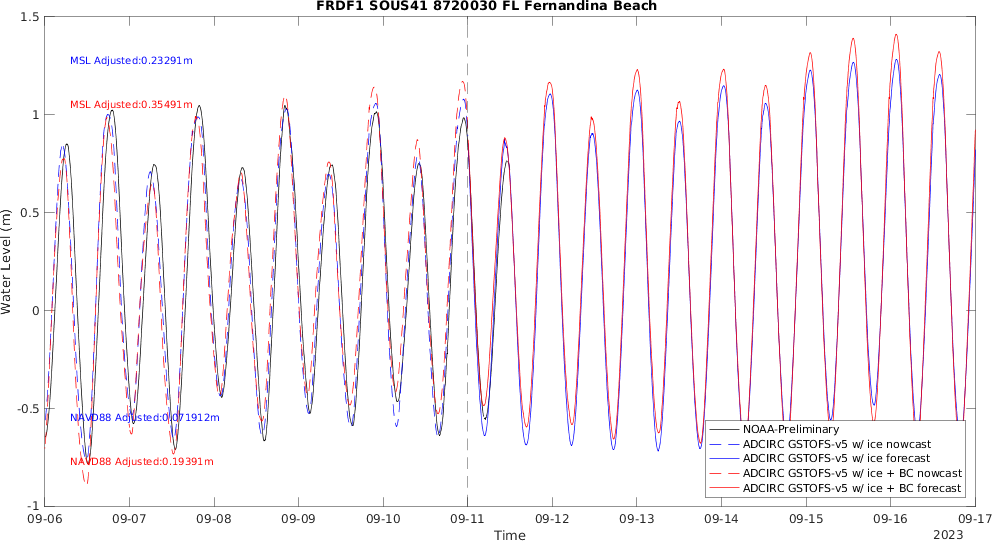 FRDF1 SOUS41 8720030 FL Fernandina Beach
1.5
MSL Adjusted:0.23291m
MSL Adjusted:0.35491m
1
0.5
Water Level (m)
0
-0.5
NAVD88 Adjusted:0.071912m
NAVD88 Adjusted:0.19391m
-1
NOAA-Preliminary
ADCIRC GSTOFS-v5 w/ ice nowcast
ADCIRC GSTOFS-v5 w/ ice forecast
ADCIRC GSTOFS-v5 w/ ice + BC nowcast
ADCIRC GSTOFS-v5 w/ ice + BC forecast
09-06 09-07 09-08 09-09 09-10 09-11 09-12 09-13 09-14 09-15 09-16 09-17
Time
2023